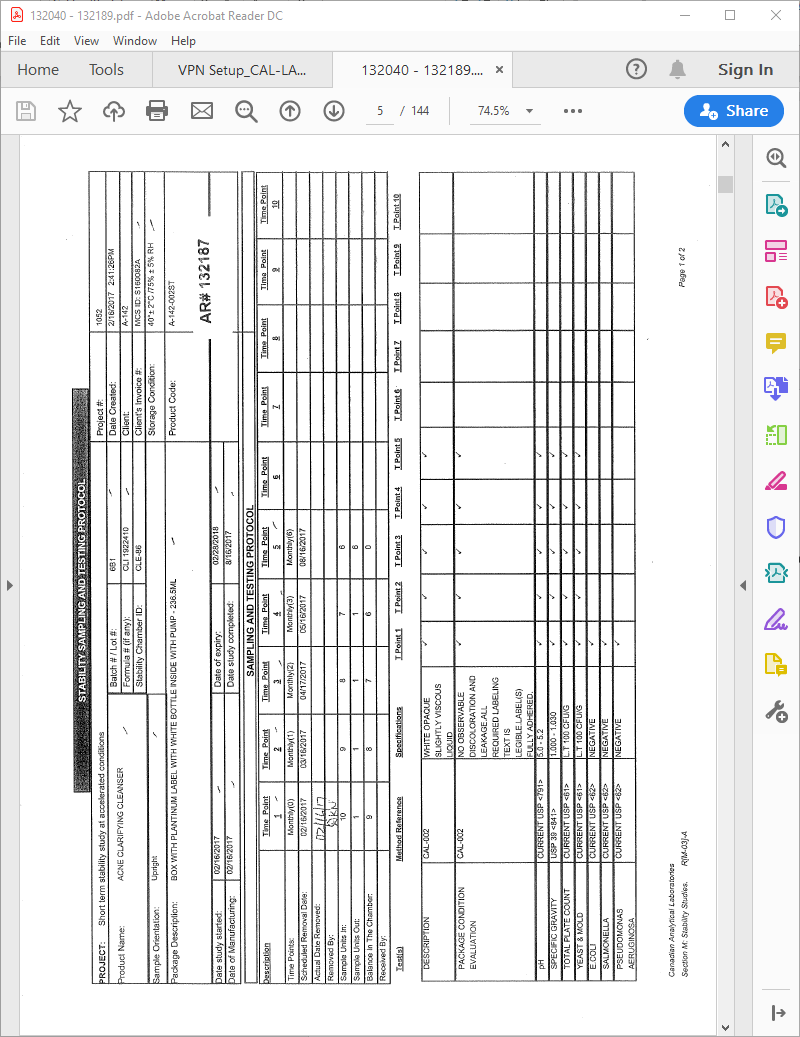 132040 - 132189.pdf - Adobe Acrobat Reader DC
File Edit View Window Help
Home Tools VPN Setup_CAL-LA... 132040 - 132189.... × Sign In
5 / 144 74.5% Share
STABILITY SAMPLING AND TESTING PROTOCOL
PROJECT: Short term stability study at accelerated conditions
Project #: 1052
Product Name: ACNE CLARIFYING CLEANSER
Batch # / Lot #: 6B1
Date Created: 2/16/2017 2:41:26PM
Formula # (if any): CLI 1922410
Client: A-142
Stability Chamber ID: CLE-86
Client's Invoice #: MCS ID: S160082A
Sample Orientation: Upright
Storage Condition: 40°± 2°C /75% ± 5% RH
Package Description: BOX WITH PLANTINUM LABEL WITH WHITE BOTTLE INSIDE WITH PUMP - 236.5ML
Product Code: A-142-002ST
AR# 132187
Date study started: 02/16/2017 Date of expiry: 02/28/2018
Date of Manufacturing: 02/16/2017 Date study completed: 8/16/2017
SAMPLING AND TESTING PROTOCOL
Description Time Point 1 Time Point 2 Time Point 3 Time Point 4 Time Point 5 Time Point 6 Time Point 7 Time Point 8 Time Point 9 Time Point 10
Time Points: Monthly(0) Monthly(1) Monthly(2) Monthly(3) Monthly(6)
Scheduled Removal Date: 02/16/2017 03/16/2017 04/17/2017 05/16/2017 08/16/2017
Actual Date Removed: 02/16/17
Removed By:
Sample Units In: 10 9 8 7 6
Sample Units Out: 1 1 1 1 6
Balance In The Chamber: 9 8 7 6 0
Received By:
Test(s) Method Reference Specifications T Point 1 T Point 2 T Point 3 T Point 4 T Point 5 T Point 6 T Point 7 T Point 8 T Point 9 T Point 10
DESCRIPTION CAL-002 WHITE OPAQUE ✓ ✓ ✓ ✓ ✓
SLIGHTLY VISCOUS
LIQUID
PACKAGE CONDITION CAL-002 NO OBSERVABLE ✓ ✓ ✓ ✓ ✓
EVALUATION DISCOLORATION AND
LEAKAGE.ALL
REQUIRED LABELING
TEXT IS
LEGIBLE.LABEL(S)
FULLY ADHERED.
pH CURRENT USP <791> 5.0 - 5.2 ✓ ✓ ✓ ✓ ✓
SPECIFIC GRAVITY USP 39 <841> 1.000 - 1.030 ✓ ✓ ✓ ✓ ✓
TOTAL PLATE COUNT CURRENT USP <61> L.T 100 CFU/G ✓ ✓ ✓ ✓ ✓
YEAST & MOLD CURRENT USP <61> L.T 100 CFU/G ✓ ✓ ✓ ✓ ✓
E.COLI CURRENT USP <62> NEGATIVE ✓
SALMONELLA CURRENT USP <62> NEGATIVE ✓
PSEUDOMONAS CURRENT USP <62> NEGATIVE ✓
AERUGINOSA
Canadian Analytical Laboratories
Section M: Stability Studies. R[M-03]-A
Page 1 of 2